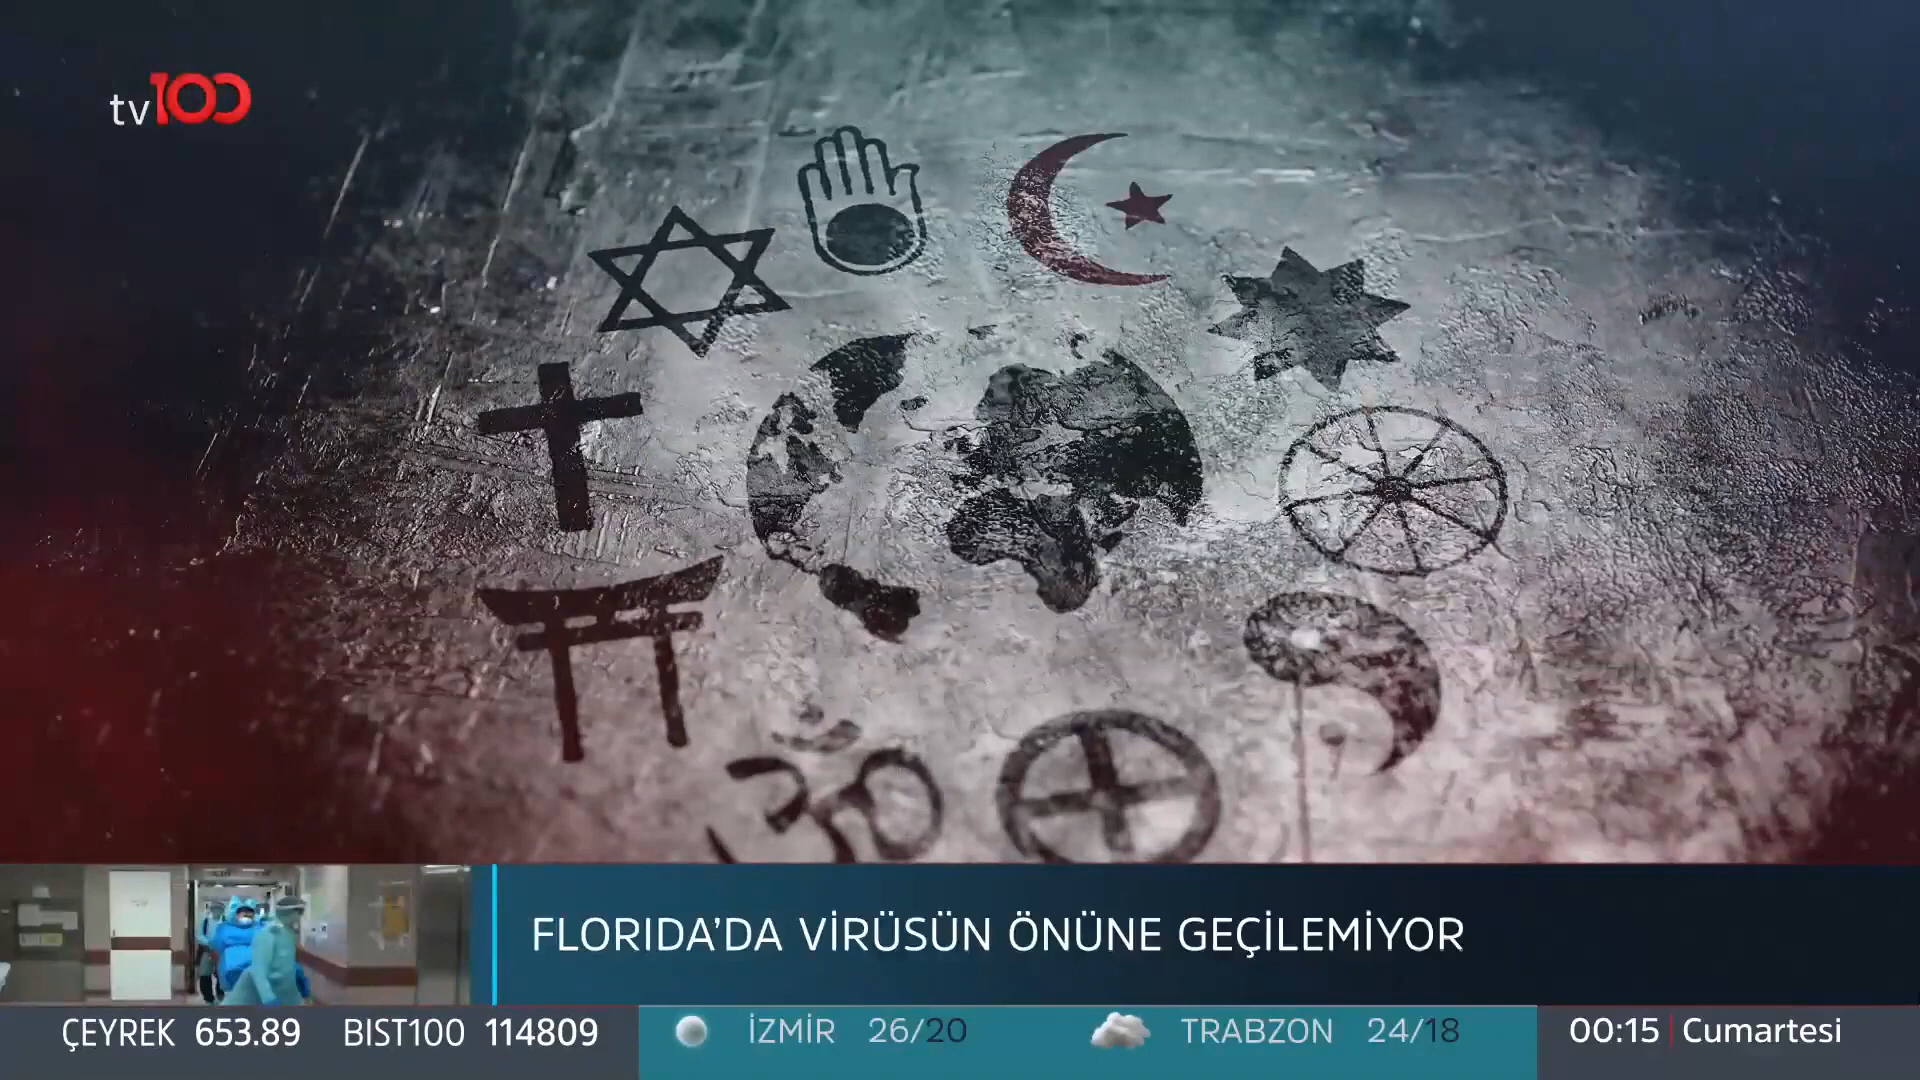 tv100
FLORIDA'DA VİRÜSÜN ÖNÜNE GEÇİLEMİYOR
ÇEYREK 653.89 BIST100 114809 İZMİR 26/20 TRABZON 24/18 00:15 Cumartesi